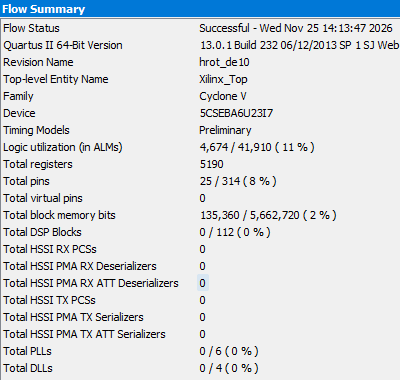 Flow Summary
Flow Status Successful - Wed Nov 25 14:13:47 2026
Quartus II 64-Bit Version 13.0.1 Build 232 06/12/2013 SP 1 SJ Web
Revision Name hrot_de10
Top-level Entity Name Xilinx_Top
Family Cyclone V
Device 5CSEBA6U23I7
Timing Models Preliminary
Logic utilization (in ALMs) 4,674 / 41,910 ( 11 % )
Total registers 5190
Total pins 25 / 314 ( 8 % )
Total virtual pins 0
Total block memory bits 135,360 / 5,662,720 ( 2 % )
Total DSP Blocks 0 / 112 ( 0 % )
Total HSSI RX PCSs 0
Total HSSI PMA RX Deserializers 0
Total HSSI PMA RX ATT Deserializers 0
Total HSSI TX PCSs 0
Total HSSI PMA TX Serializers 0
Total HSSI PMA TX ATT Serializers 0
Total PLLs 0 / 6 ( 0 % )
Total DLLs 0 / 4 ( 0 % )